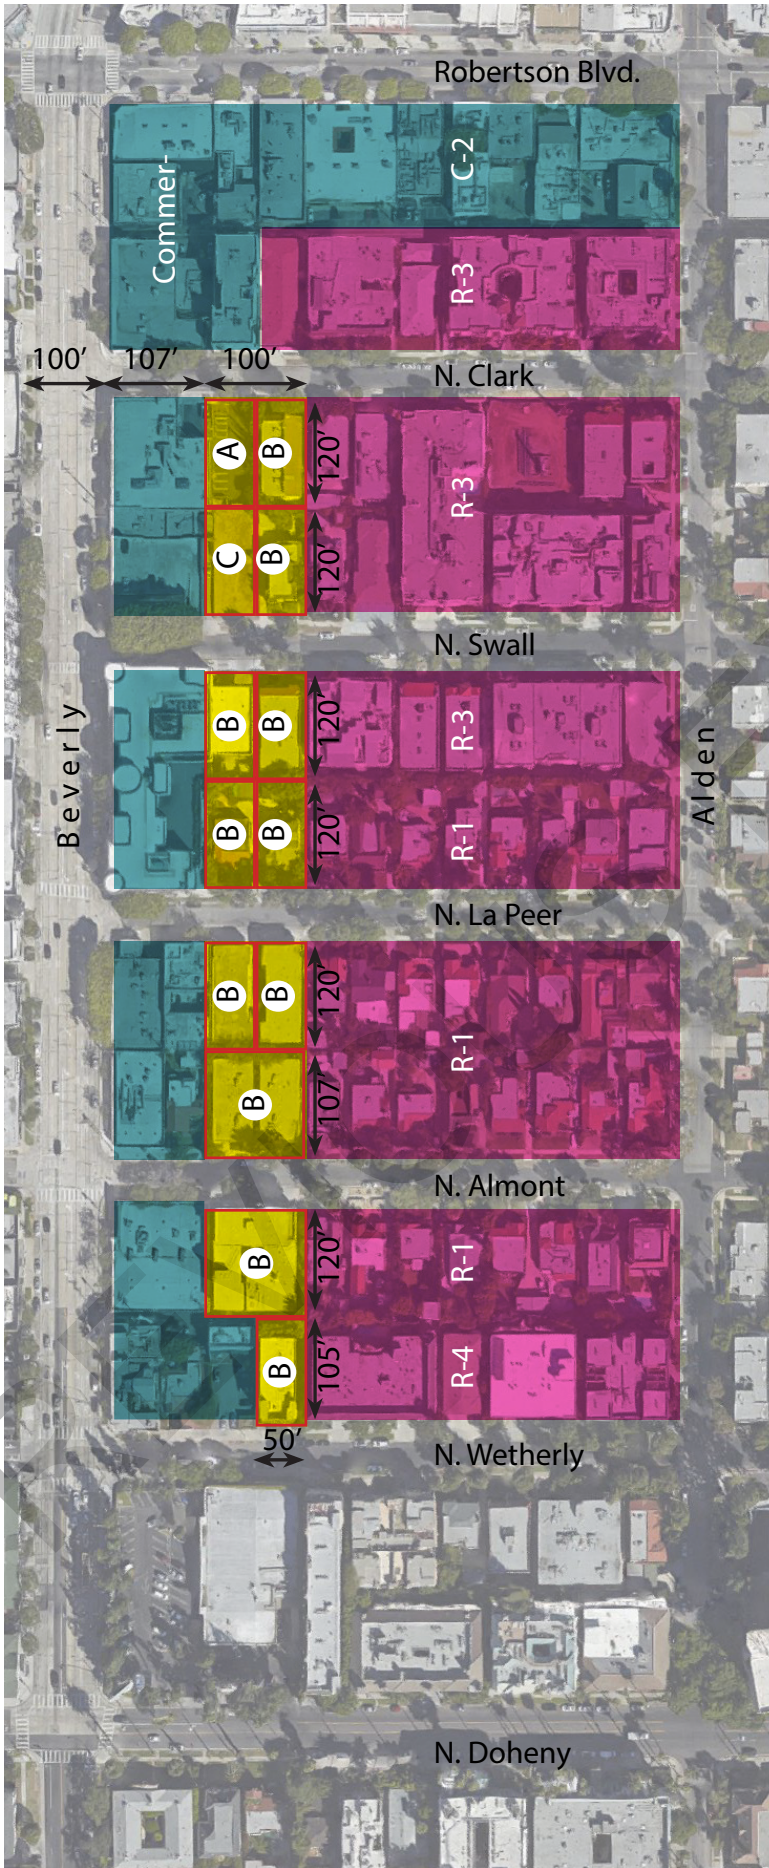 Robertson Blvd.
Commer-
C-2
R-3
100’
107’
100’
N. Clark
A
B
120’
R-3
C
B
120’
N. Swall
Beverly
B
B
120’
R-3
Alden
B
B
120’
R-1
N. La Peer
B
B
120’
R-1
B
107’
N. Almont
B
120’
R-1
B
105’
R-4
50’
N. Wetherly
N. Doheny